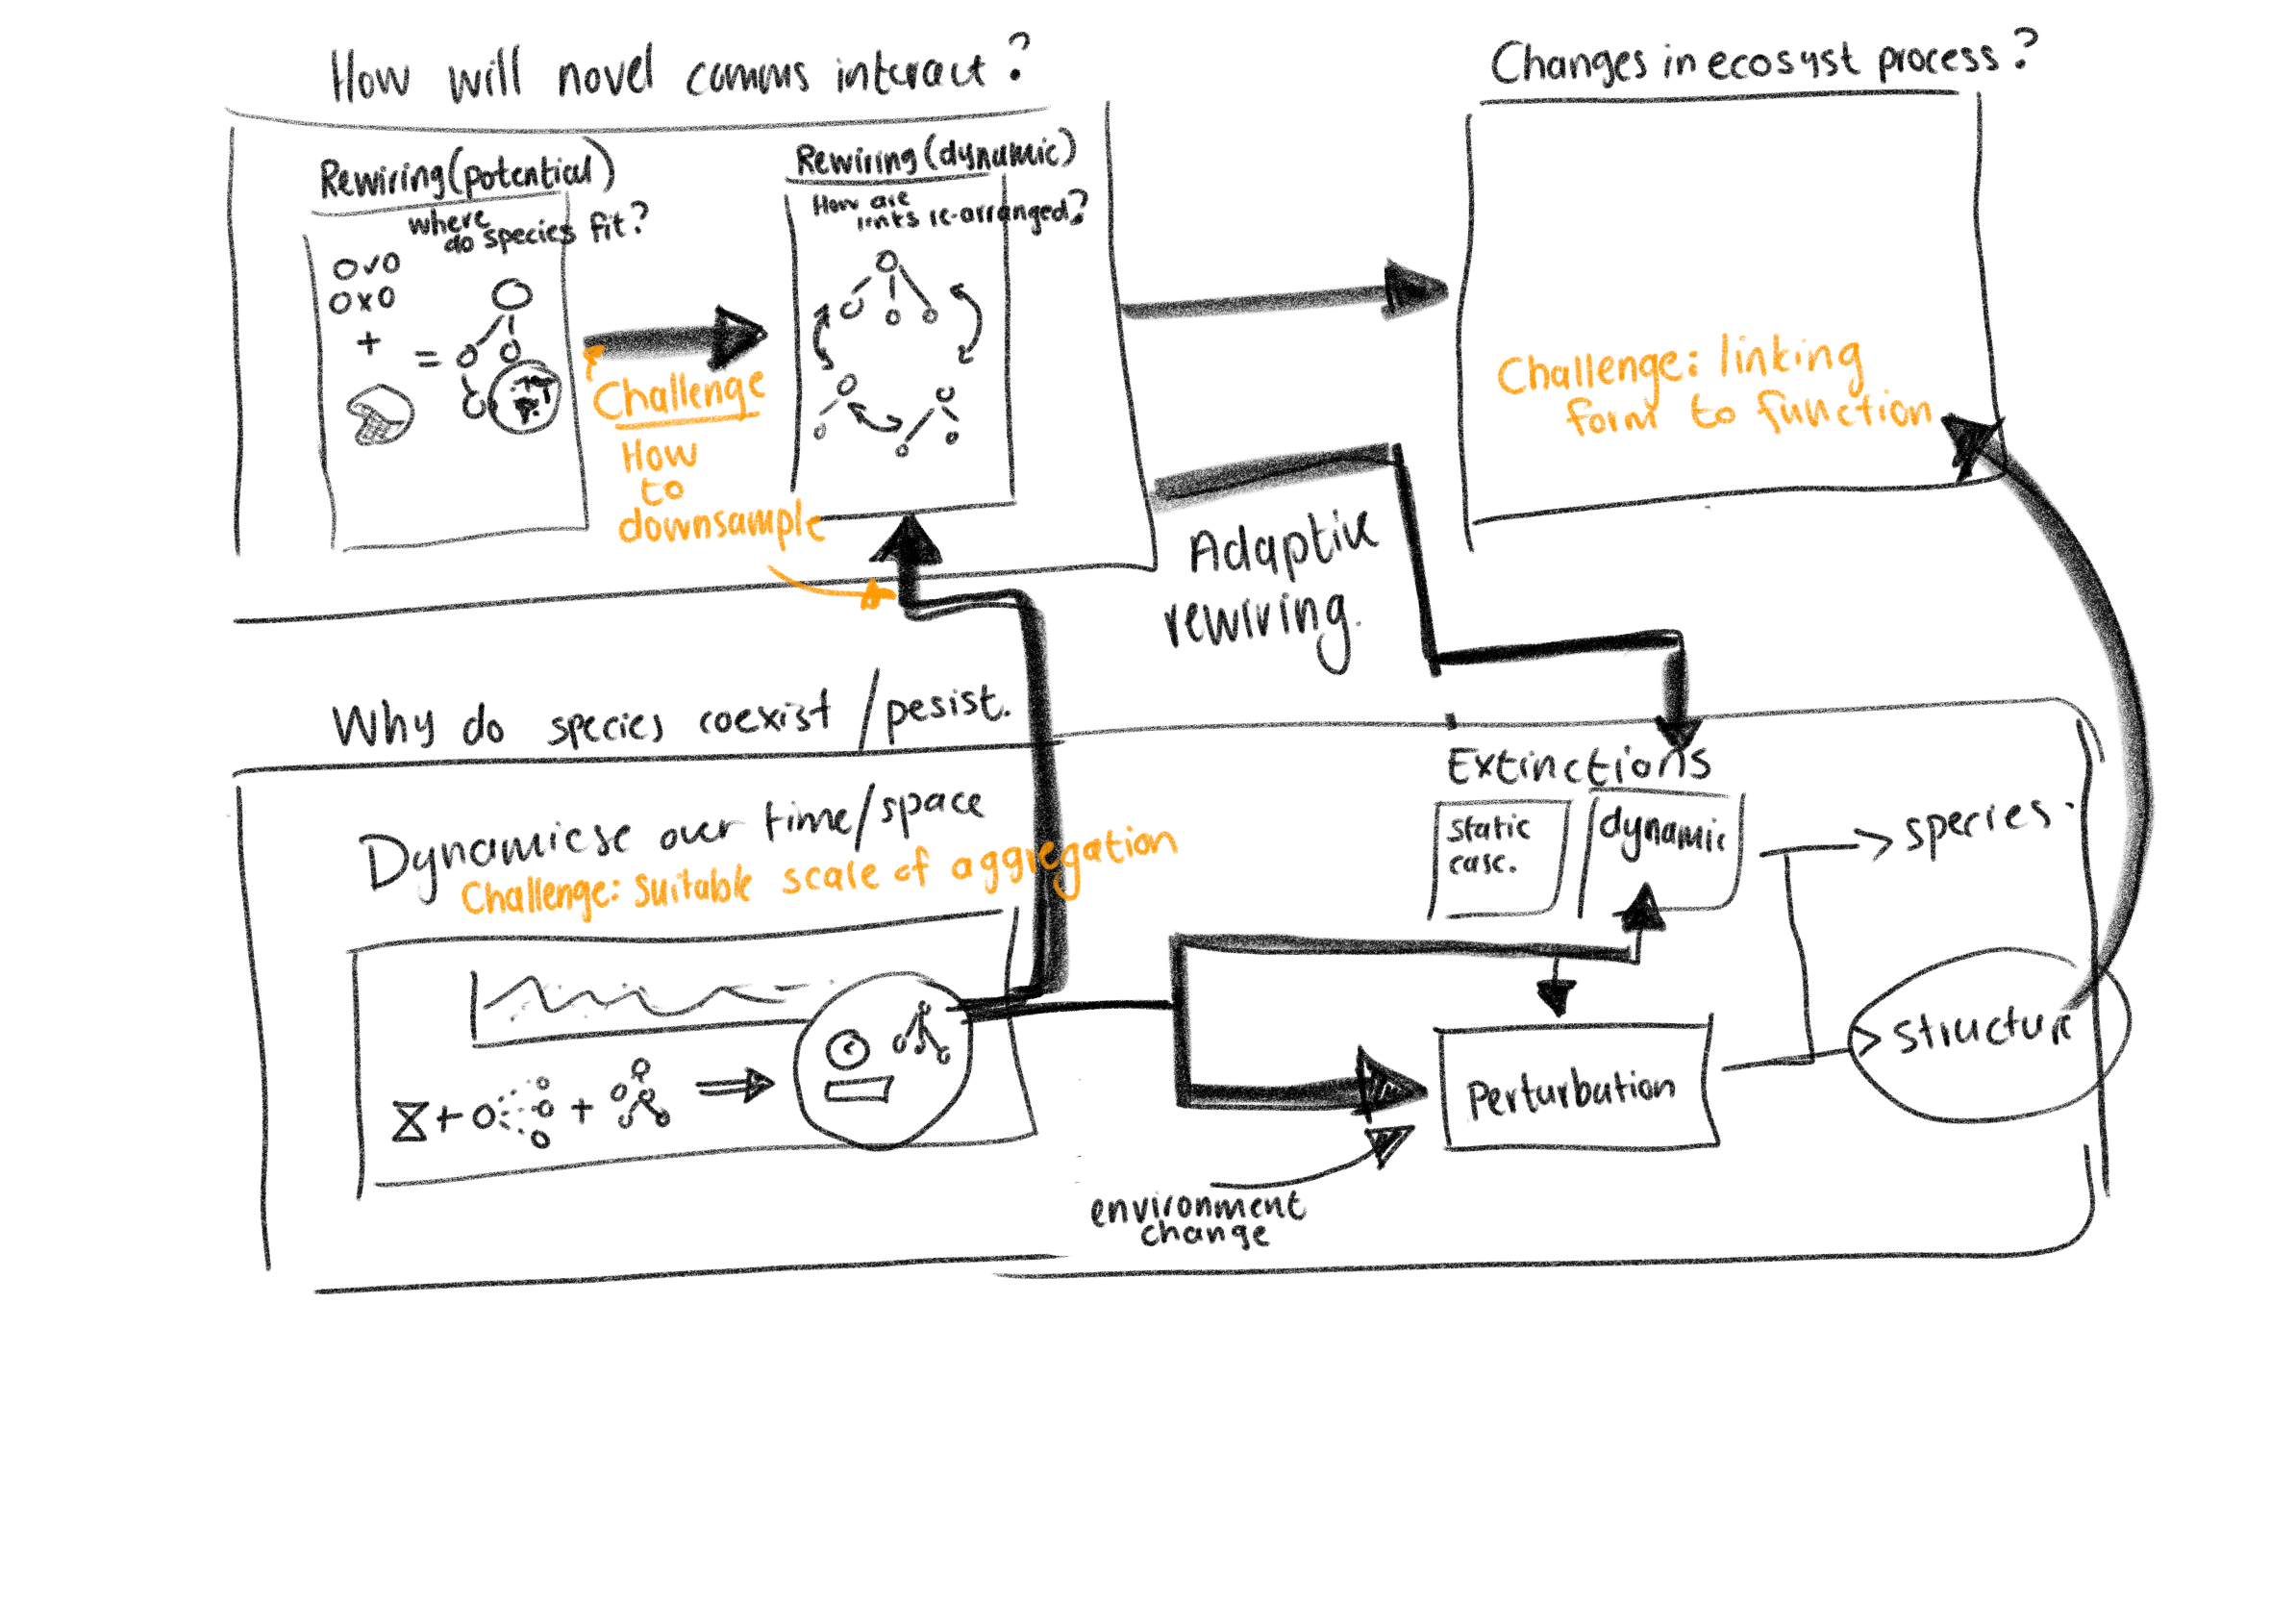 How will novel comms interact?
Changes in ecosyst process?
Rewiring (potential)
where
do species fit?
Rewiring (dynamic)
How are
links re-arranged?
Challenge
How
to
downsample
Challenge: linking
form to function
Adaptive
rewiring.
Why do species coexist / pesist.
Dynamicse over time/space
Challenge: Suitable scale of aggregation
Extinctions
static
casc.
dynamic
species.
structure
Perturbation
environment
change